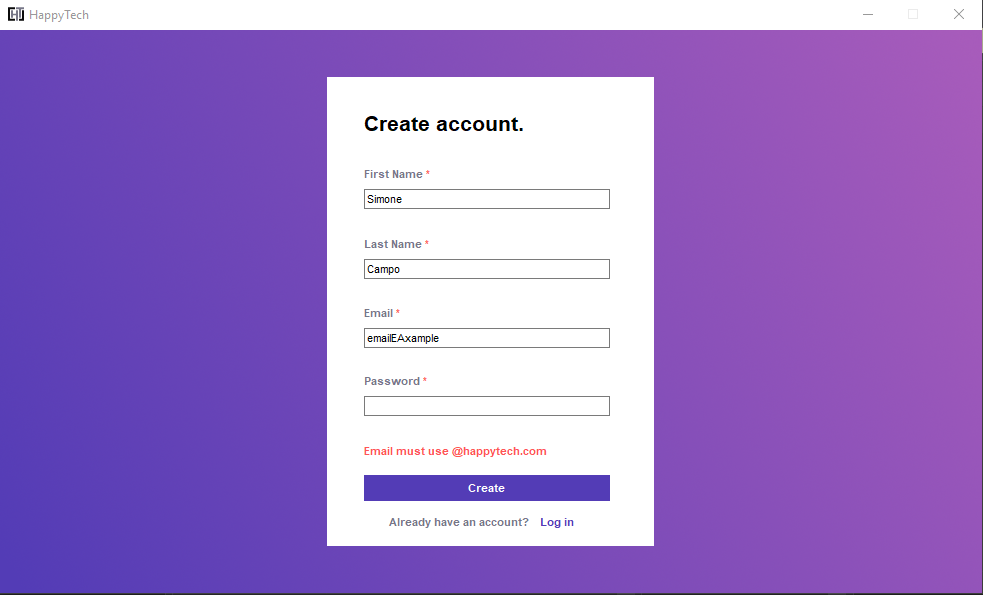 HappyTech
Create account.
First Name *
Simone
Last Name *
Campo
Email *
emailEAxample
Password *
Email must use @happytech.com
Create
Already have an account? Log in